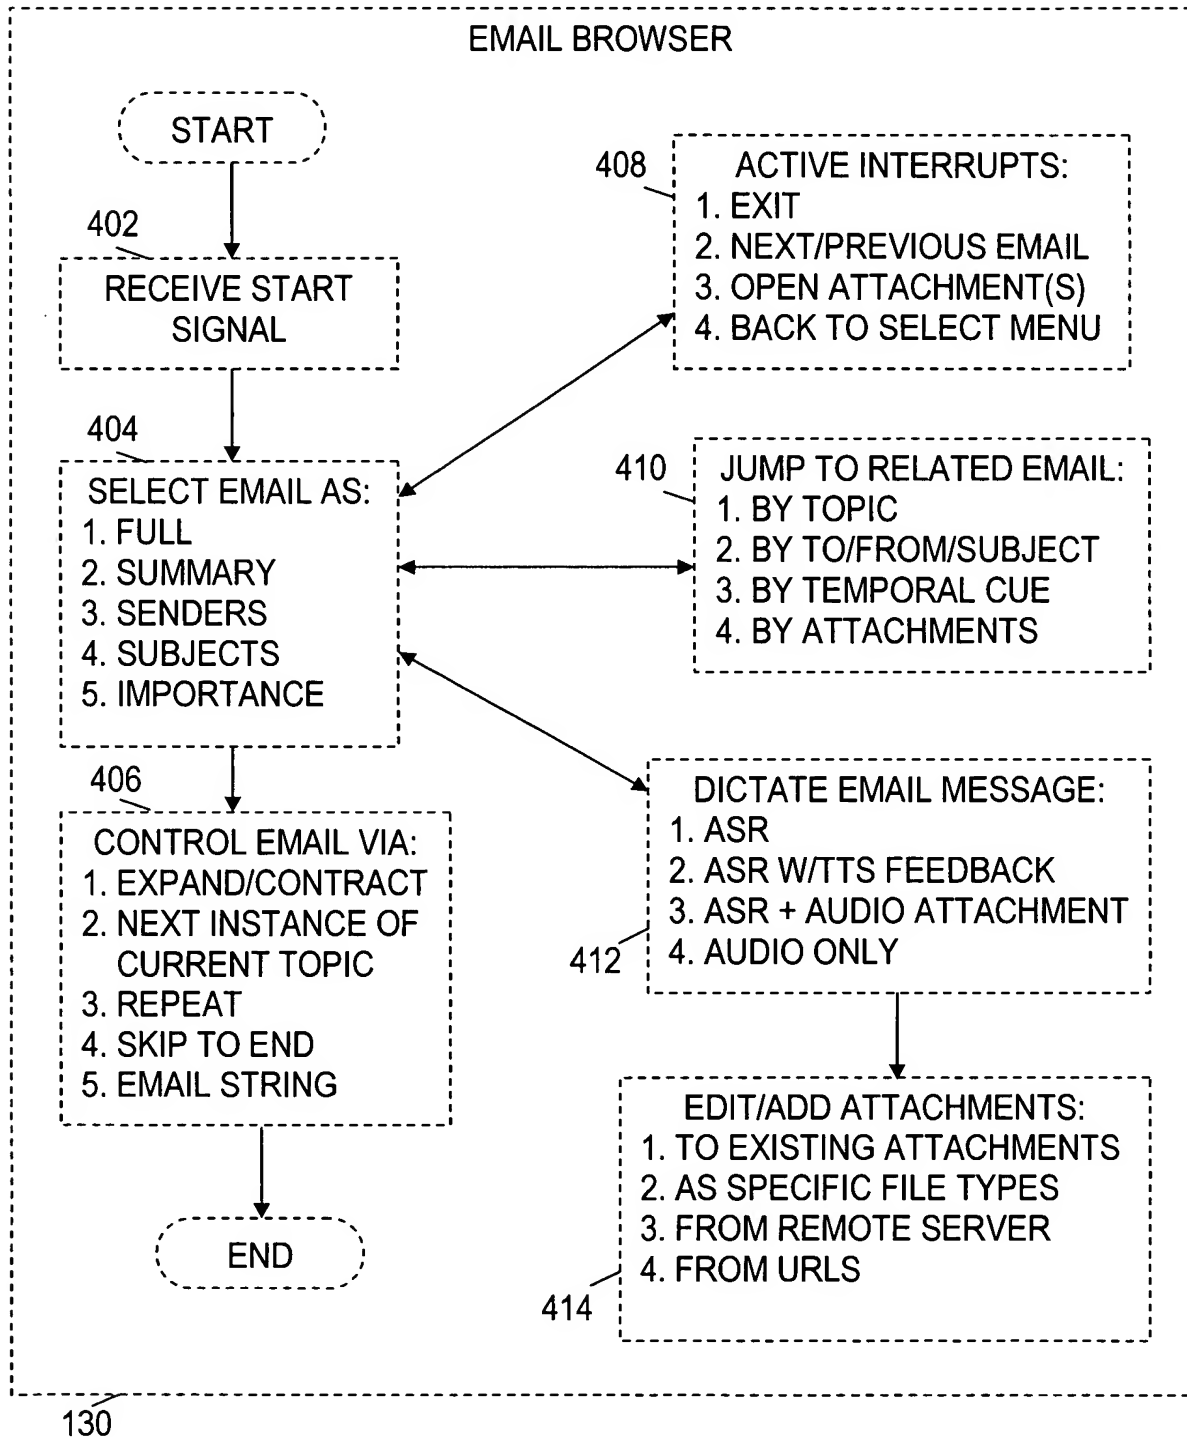 EMAIL BROWSER
START
402
RECEIVE START
SIGNAL
404
SELECT EMAIL AS:
1. FULL
2. SUMMARY
3. SENDERS
4. SUBJECTS
5. IMPORTANCE
406
CONTROL EMAIL VIA:
1. EXPAND/CONTRACT
2. NEXT INSTANCE OF
CURRENT TOPIC
3. REPEAT
4. SKIP TO END
5. EMAIL STRING
END
408
ACTIVE INTERRUPTS:
1. EXIT
2. NEXT/PREVIOUS EMAIL
3. OPEN ATTACHMENT(S)
4. BACK TO SELECT MENU
410
JUMP TO RELATED EMAIL:
1. BY TOPIC
2. BY TO/FROM/SUBJECT
3. BY TEMPORAL CUE
4. BY ATTACHMENTS
DICTATE EMAIL MESSAGE:
1. ASR
2. ASR W/TTS FEEDBACK
3. ASR + AUDIO ATTACHMENT
4. AUDIO ONLY
412
EDIT/ADD ATTACHMENTS:
1. TO EXISTING ATTACHMENTS
2. AS SPECIFIC FILE TYPES
3. FROM REMOTE SERVER
4. FROM URLS
414
130